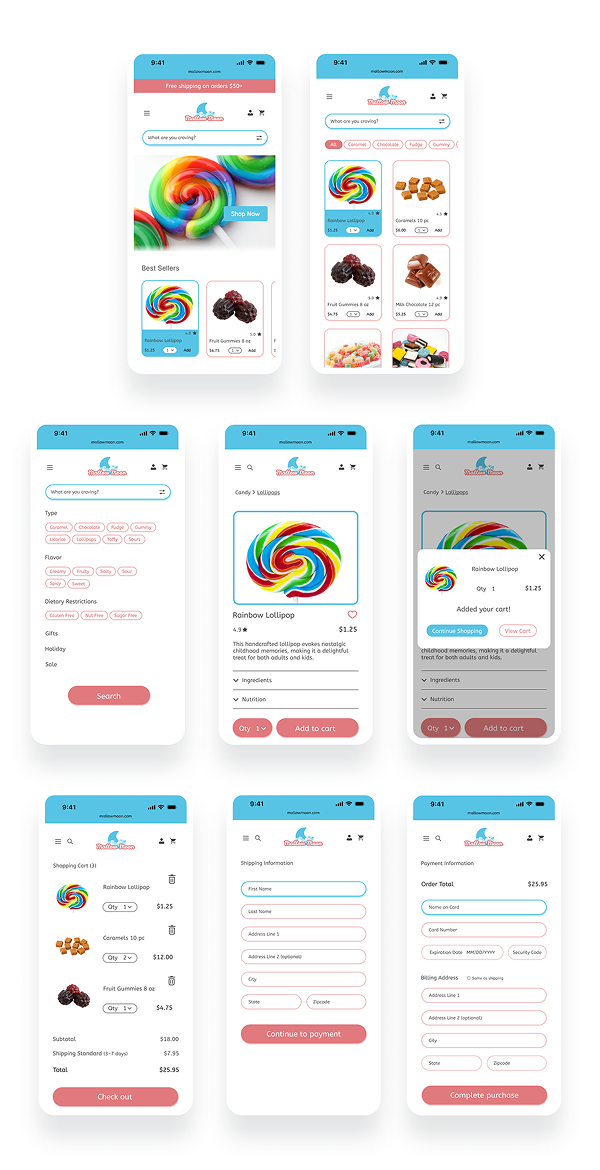 9:41
mallowmoon.com
Free shipping on orders $50+
Mallow Moon
What are you craving?
Shop Now
Best Sellers
4.9 ★
Rainbow Lollipop
$1.25 1 Add
5.0 ★
Fruit Gummies 8 oz
$4.75 1 Add
9:41
mallowmoon.com
Mallow Moon
What are you craving?
All Caramel Chocolate Fudge Gummy
4.9 ★
Rainbow Lollipop
$1.25 1 Add
4.5 ★
Caramels 10 pc
$6.00 1 Add
5.0 ★
Fruit Gummies 8 oz
$4.75 1 Add
4.6 ★
Milk Chocolate 12 pc
$5.25 1 Add
9:41
mallowmoon.com
Mallow Moon
What are you craving?
Type
Caramel Chocolate Fudge Gummy
Licorice Lollipops Taffy Sours
Flavor
Creamy Fruity Salty Sour
Spicy Sweet
Dietary Restrictions
Gluten Free Nut Free Sugar Free
Gifts
Holiday
Sale
Search
9:41
mallowmoon.com
Mallow Moon
Candy > Lollipops
Rainbow Lollipop
4.9 ★ $1.25
This handcrafted lollipop evokes nostalgic
childhood memories, making it a delightful
treat for both adults and kids.
Ingredients
Nutrition
Qty 1 Add to cart
9:41
mallowmoon.com
Mallow Moon
Candy > Lollipops
Rainbow Lollipop
Qty 1 $1.25
Added your cart!
Continue Shopping View Cart
childhood memories, making it a delightful
treat for both adults and kids.
Ingredients
Nutrition
Qty 1 Add to cart
9:41
mallowmoon.com
Mallow Moon
Shopping Cart (3)
Rainbow Lollipop
Qty 1 $1.25
Caramels 10 pc
Qty 2 $12.00
Fruit Gummies 8 oz
Qty 1 $4.75
Subtotal $18.00
Shipping Standard (3-7 days) $7.95
Total $25.95
Check out
9:41
mallowmoon.com
Mallow Moon
Shipping Information
First Name
Last Name
Address Line 1
Address Line 2 (optional)
City
State Zipcode
Continue to payment
9:41
mallowmoon.com
Mallow Moon
Payment Information
Order Total $25.95
Name on Card
Card Number
Expiration Date MM/DD/YYYY Security Code
Billing Address Same as shipping
Address Line 1
Address Line 2 (optional)
City
State Zipcode
Complete purchase